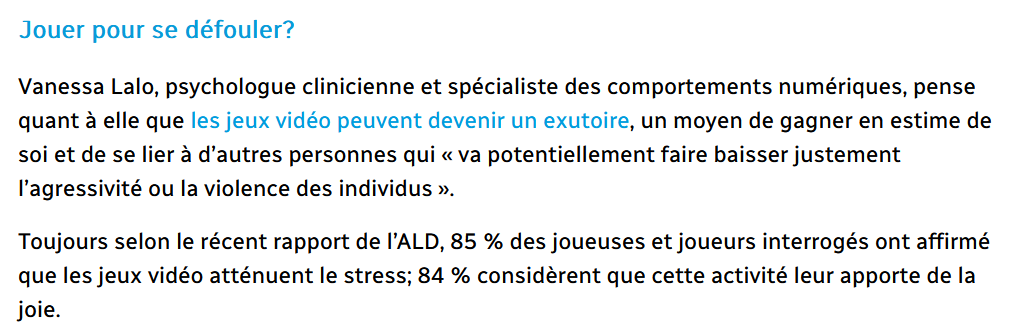 Jouer pour se défouler?
Vanessa Lalo, psychologue clinicienne et spécialiste des comportements numériques, pense
quant à elle que les jeux vidéo peuvent devenir un exutoire, un moyen de gagner en estime de
soi et de se lier à d’autres personnes qui « va potentiellement faire baisser justement
l’agressivité ou la violence des individus ».
Toujours selon le récent rapport de l’ALD, 85 % des joueuses et joueurs interrogés ont affirmé
que les jeux vidéo atténuent le stress; 84 % considèrent que cette activité leur apporte de la
joie.